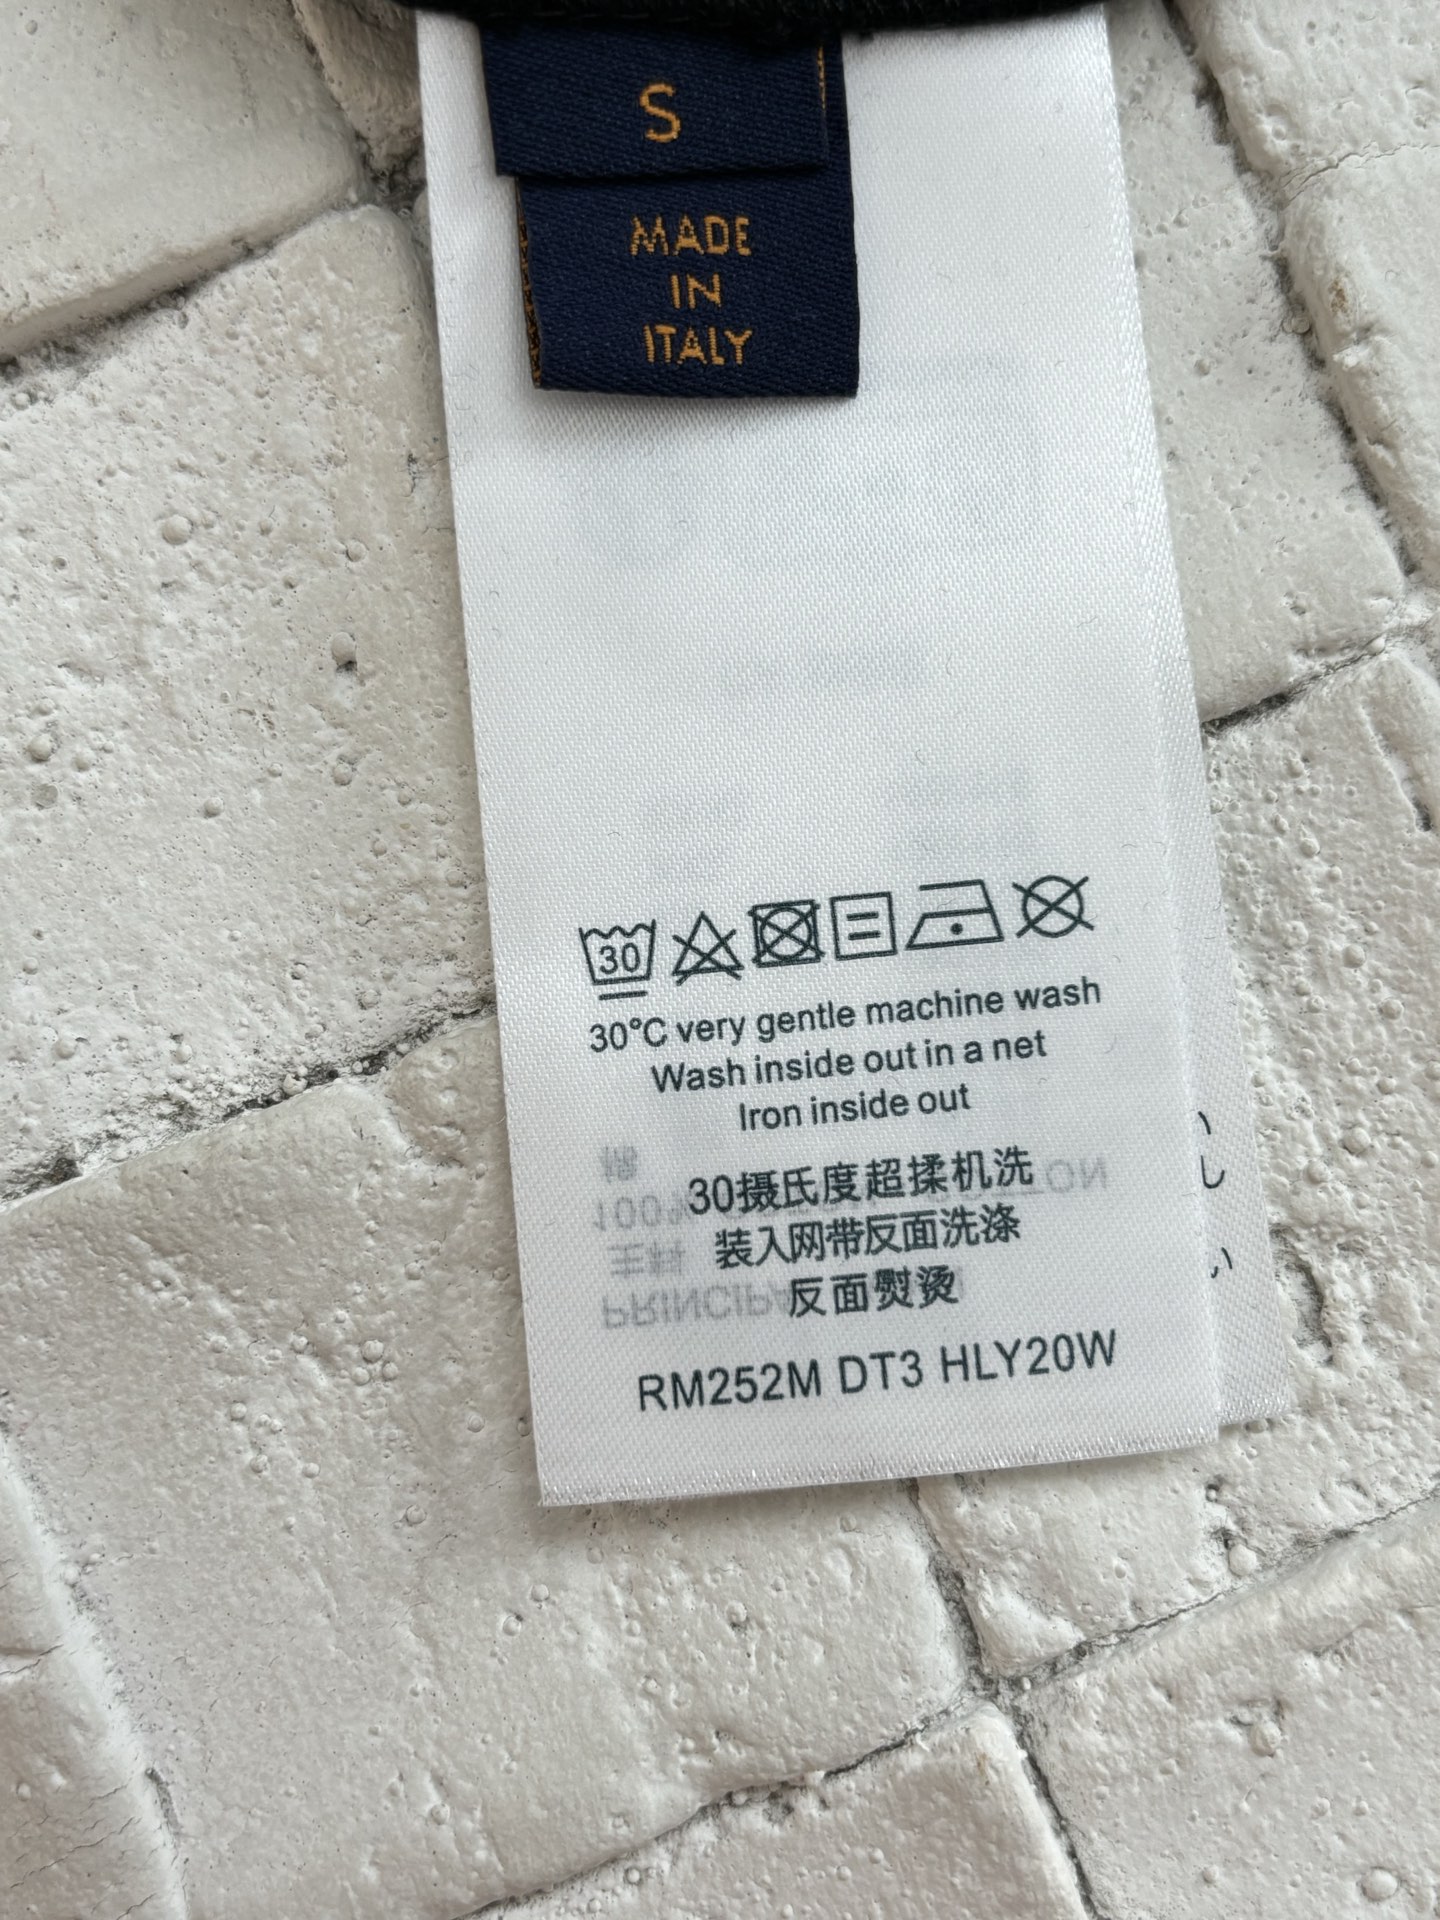 S
MADE
IN
ITALY
30
30°C very gentle machine wash
Wash inside out in a net
Iron inside out
30摄氏度超揉机洗
装入网带反面洗涤
反面熨烫
RM252M DT3 HLY20W